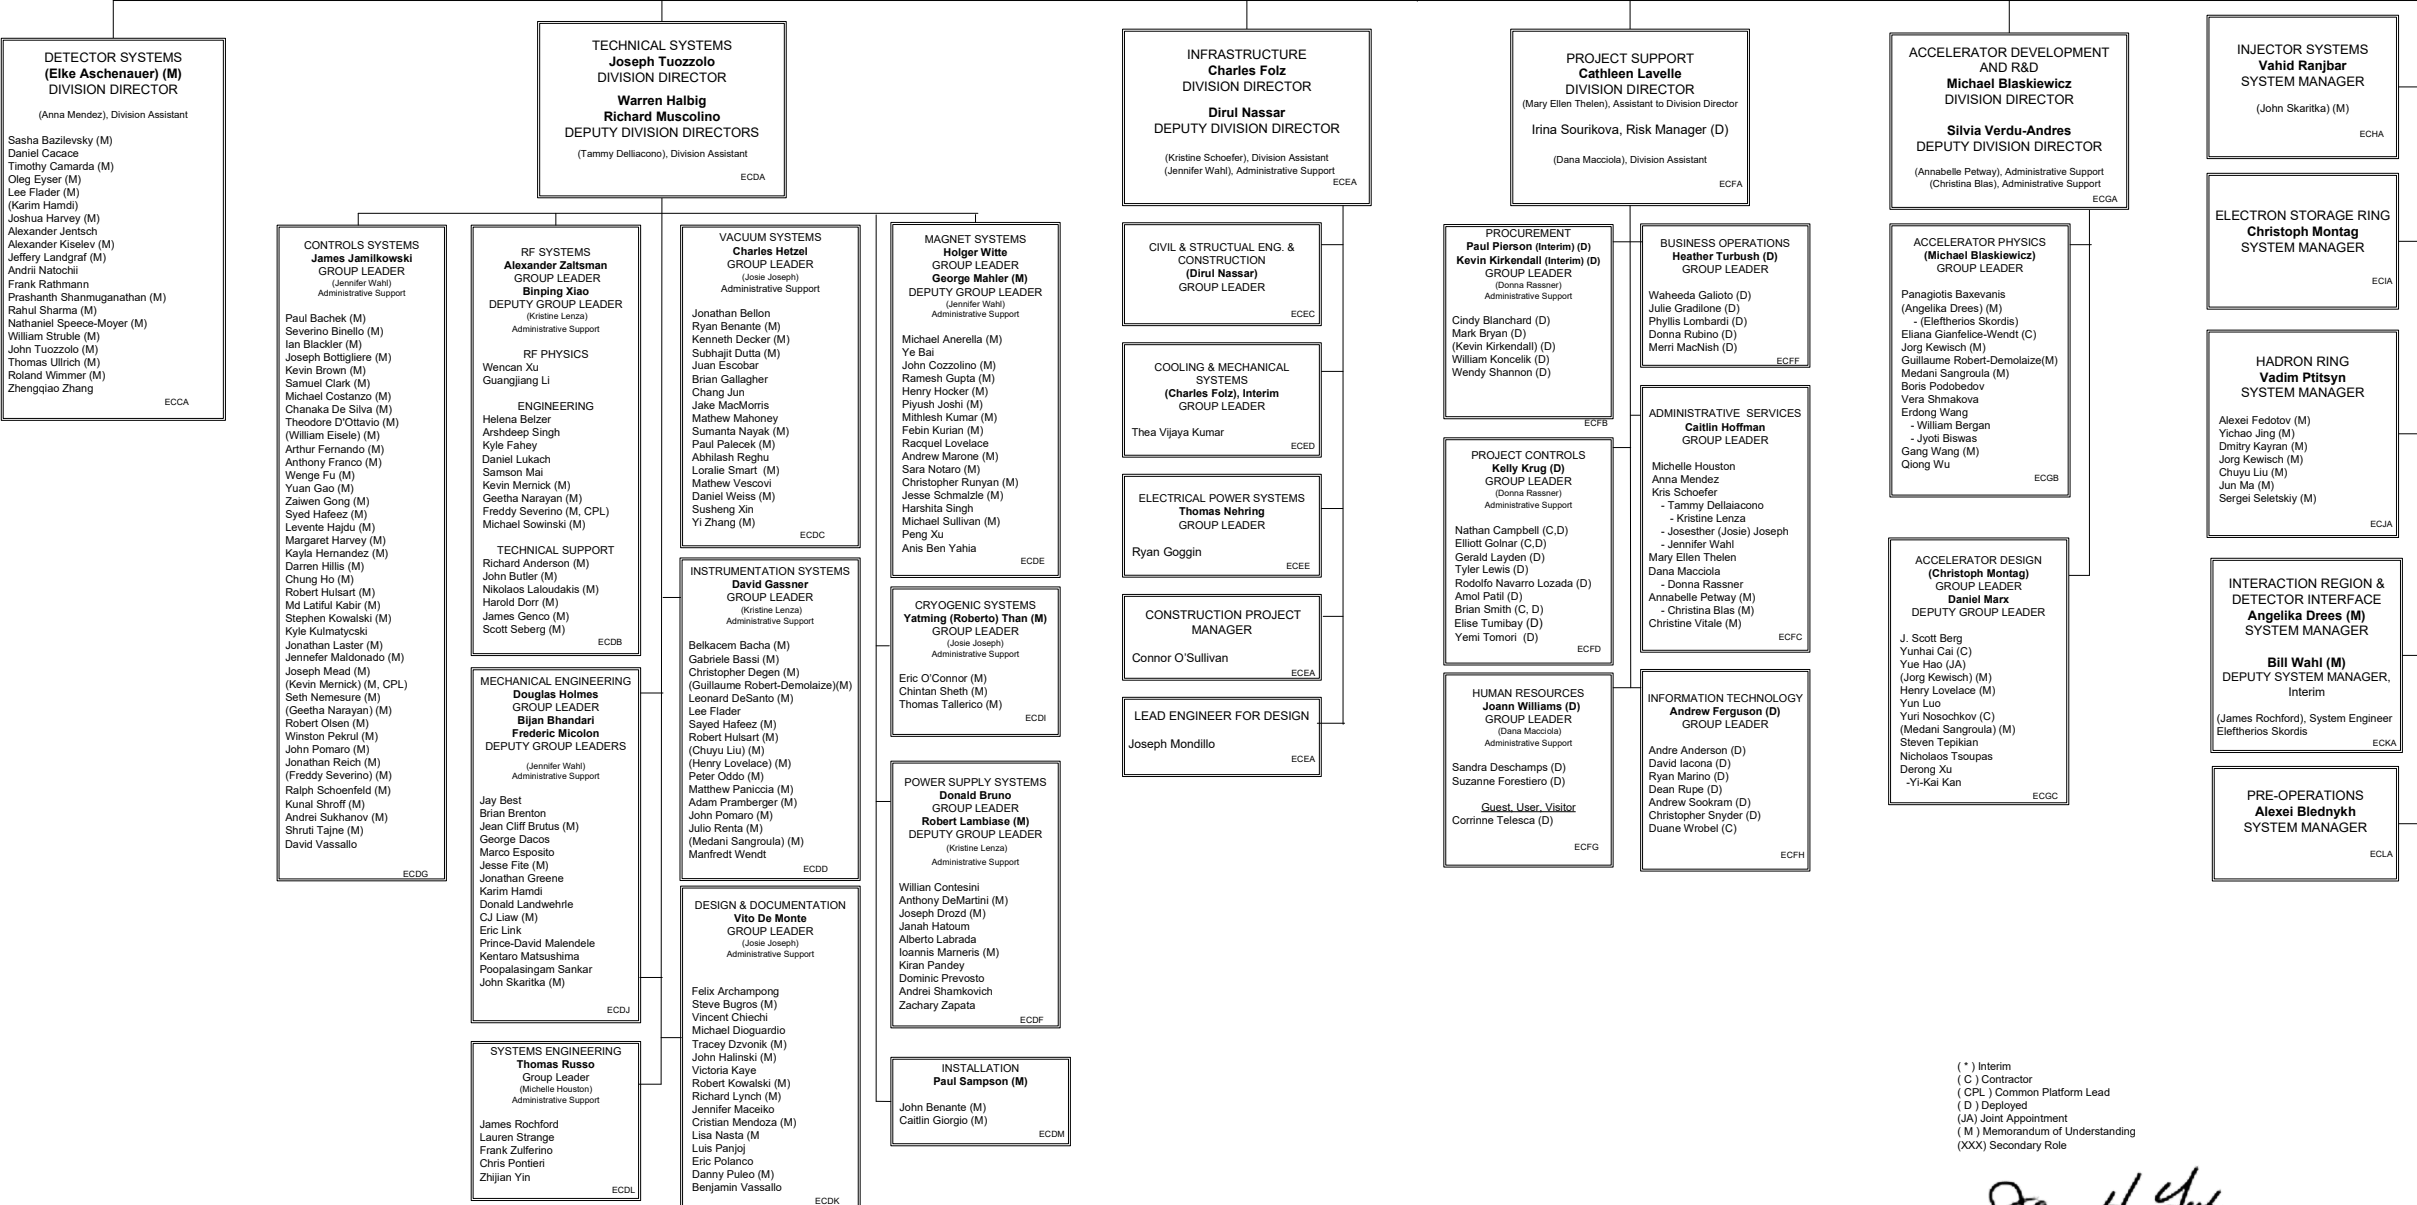 DETECTOR SYSTEMS
(Elke Aschenauer) (M)
DIVISION DIRECTOR
(Anna Mendez), Division Assistant
Sasha Bazilevsky (M)
Daniel Cacace
Timothy Camarda (M)
Oleg Eyser (M)
Lee Flader (M)
(Karim Hamdi)
Joshua Harvey (M)
Alexander Jentsch
Alexander Kiselev (M)
Jeffery Landgraf (M)
Andrii Natochii
Frank Rathmann
Prashanth Shanmuganathan (M)
Rahul Sharma (M)
Nathaniel Speece-Moyer (M)
William Struble (M)
John Tuozzolo (M)
Thomas Ullrich (M)
Roland Wimmer (M)
Zhengqiao Zhang
ECCA
TECHNICAL SYSTEMS
Joseph Tuozzolo
DIVISION DIRECTOR
Warren Halbig
Richard Muscolino
DEPUTY DIVISION DIRECTORS
(Tammy Delliacono), Division Assistant
ECDA
CONTROLS SYSTEMS
James Jamilkowski
GROUP LEADER
(Jennifer Wahl)
Administrative Support
Paul Bachek (M)
Severino Binello (M)
Ian Blackler (M)
Joseph Bottigliere (M)
Kevin Brown (M)
Samuel Clark (M)
Michael Costanzo (M)
Chanaka De Silva (M)
Theodore D'Ottavio (M)
(William Eisele) (M)
Arthur Fernando (M)
Anthony Franco (M)
Wenge Fu (M)
Yuan Gao (M)
Zaiwen Gong (M)
Syed Hafeez (M)
Levente Hajdu (M)
Margaret Harvey (M)
Kayla Hernandez (M)
Darren Hillis (M)
Chung Ho (M)
Robert Hulsart (M)
Md Latiful Kabir (M)
Stephen Kowalski (M)
Kyle Kulmatycski
Jonathan Laster (M)
Jennefer Maldonado (M)
Joseph Mead (M)
(Kevin Mernick) (M, CPL)
Seth Nemesure (M)
(Geetha Narayan) (M)
Robert Olsen (M)
Winston Pekrul (M)
John Pomaro (M)
Jonathan Reich (M)
(Freddy Severino) (M)
Ralph Schoenfeld (M)
Kunal Shroff (M)
Andrei Sukhanov (M)
Shruti Tajne (M)
David Vassallo
ECDG
RF SYSTEMS
Alexander Zaltsman
GROUP LEADER
Binping Xiao
DEPUTY GROUP LEADER
(Kristine Lenza)
Administrative Support
RF PHYSICS
Wencan Xu
Guangjiang Li
ENGINEERING
Helena Belzer
Arshdeep Singh
Kyle Fahey
Daniel Lukach
Samson Mai
Kevin Mernick (M)
Geetha Narayan (M)
Freddy Severino (M, CPL)
Michael Sowinski (M)
TECHNICAL SUPPORT
Richard Anderson (M)
John Butler (M)
Nikolaos Laloudakis (M)
Harold Dorr (M)
James Genco (M)
Scott Seberg (M)
ECDB
MECHANICAL ENGINEERING
Douglas Holmes
GROUP LEADER
Bijan Bhandari
Frederic Micolon
DEPUTY GROUP LEADERS
(Jennifer Wahl)
Administrative Support
Jay Best
Brian Brenton
Jean Cliff Brutus (M)
George Dacos
Marco Esposito
Jesse Fite (M)
Jonathan Greene
Karim Hamdi
Donald Landwehrle
CJ Liaw (M)
Eric Link
Prince-David Malendele
Kentaro Matsushima
Poopalasingam Sankar
John Skaritka (M)
ECDJ
SYSTEMS ENGINEERING
Thomas Russo
Group Leader
(Michelle Houston)
Administrative Support
James Rochford
Lauren Strange
Frank Zulferino
Chris Pontieri
Zhijian Yin
ECDL
VACUUM SYSTEMS
Charles Hetzel
GROUP LEADER
(Josie Joseph)
Administrative Support
Jonathan Bellon
Ryan Benante (M)
Kenneth Decker (M)
Subhajit Dutta (M)
Juan Escobar
Brian Gallagher
Chang Jun
Jake MacMorris
Mathew Mahoney
Sumanta Nayak (M)
Paul Palecek (M)
Abhilash Reghu
Loralie Smart (M)
Mathew Vescovi
Daniel Weiss (M)
Susheng Xin
Yi Zhang (M)
ECDC
INSTRUMENTATION SYSTEMS
David Gassner
GROUP LEADER
(Kristine Lenza)
Administrative Support
Belkacem Bacha (M)
Gabriele Bassi (M)
Christopher Degen (M)
(Guillaume Robert-Demolaize)(M)
Leonard DeSanto (M)
Lee Flader
Sayed Hafeez (M)
Robert Hulsart (M)
(Chuyu Liu) (M)
(Henry Lovelace) (M)
Peter Oddo (M)
Matthew Paniccia (M)
Adam Pramberger (M)
John Pomaro (M)
Julio Renta (M)
(Medani Sangroula) (M)
Manfredt Wendt
ECDD
DESIGN & DOCUMENTATION
Vito De Monte
GROUP LEADER
(Josie Joseph)
Administrative Support
Felix Archampong
Steve Bugros (M)
Vincent Chiechi
Michael Dioguardio
Tracey Dzvonik (M)
John Halinski (M)
Victoria Kaye
Robert Kowalski (M)
Richard Lynch (M)
Jennifer Maceiko
Cristian Mendoza (M)
Lisa Nasta (M
Luis Panjoj
Eric Polanco
Danny Puleo (M)
Benjamin Vassallo
ECDK
MAGNET SYSTEMS
Holger Witte
GROUP LEADER
George Mahler (M)
DEPUTY GROUP LEADER
(Jennifer Wahl)
Administrative Support
Michael Anerella (M)
Ye Bai
John Cozzolino (M)
Ramesh Gupta (M)
Henry Hocker (M)
Piyush Joshi (M)
Mithlesh Kumar (M)
Febin Kurian (M)
Racquel Lovelace
Andrew Marone (M)
Sara Notaro (M)
Christopher Runyan (M)
Jesse Schmalzle (M)
Harshita Singh
Michael Sullivan (M)
Peng Xu
Anis Ben Yahia
ECDE
CRYOGENIC SYSTEMS
Yatming (Roberto) Than (M)
GROUP LEADER
(Josie Joseph)
Administrative Support
Eric O'Connor (M)
Chintan Sheth (M)
Thomas Tallerico (M)
ECDI
POWER SUPPLY SYSTEMS
Donald Bruno
GROUP LEADER
Robert Lambiase (M)
DEPUTY GROUP LEADER
(Kristine Lenza)
Administrative Support
Willian Contesini
Anthony DeMartini (M)
Joseph Drozd (M)
Janah Hatoum
Alberto Labrada
Ioannis Marneris (M)
Kiran Pandey
Dominic Prevosto
Andrei Shamkovich
Zachary Zapata
ECDF
INSTALLATION
Paul Sampson (M)
John Benante (M)
Caitlin Giorgio (M)
ECDM
INFRASTRUCTURE
Charles Folz
DIVISION DIRECTOR
Dirul Nassar
DEPUTY DIVISION DIRECTOR
(Kristine Schoefer), Division Assistant
(Jennifer Wahl), Administrative Support
ECEA
CIVIL & STRUCTUAL ENG. &
CONSTRUCTION
(Dirul Nassar)
GROUP LEADER
ECEC
COOLING & MECHANICAL
SYSTEMS
(Charles Folz), Interim
GROUP LEADER
Thea Vijaya Kumar
ECED
ELECTRICAL POWER SYSTEMS
Thomas Nehring
GROUP LEADER
Ryan Goggin
ECEE
CONSTRUCTION PROJECT
MANAGER
Connor O'Sullivan
ECEA
LEAD ENGINEER FOR DESIGN
Joseph Mondillo
ECEA
PROJECT SUPPORT
Cathleen Lavelle
DIVISION DIRECTOR
(Mary Ellen Thelen), Assistant to Division Director
Irina Sourikova, Risk Manager (D)
(Dana Macciola), Division Assistant
ECFA
PROCUREMENT
Paul Pierson (Interim) (D)
Kevin Kirkendall (Interim) (D)
GROUP LEADER
(Donna Rassner)
Administrative Support
Cindy Blanchard (D)
Mark Bryan (D)
(Kevin Kirkendall) (D)
William Koncelik (D)
Wendy Shannon (D)
ECFB
PROJECT CONTROLS
Kelly Krug (D)
GROUP LEADER
(Donna Rassner)
Administrative Support
Nathan Campbell (C,D)
Elliott Golnar (C,D)
Gerald Layden (D)
Tyler Lewis (D)
Rodolfo Navarro Lozada (D)
Amol Patil (D)
Brian Smith (C, D)
Elise Tumibay (D)
Yemi Tomori (D)
ECFD
HUMAN RESOURCES
Joann Williams (D)
GROUP LEADER
(Dana Macciola)
Administrative Support
Sandra Deschamps (D)
Suzanne Forestiero (D)
Guest, User, Visitor
Corrinne Telesca (D)
ECFG
BUSINESS OPERATIONS
Heather Turbush (D)
GROUP LEADER
Waheeda Galioto (D)
Julie Gradilone (D)
Phyllis Lombardi (D)
Donna Rubino (D)
Merri MacNish (D)
ECFF
ADMINISTRATIVE SERVICES
Caitlin Hoffman
GROUP LEADER
Michelle Houston
Anna Mendez
Kris Schoefer
- Tammy Dellaiacono
- Kristine Lenza
- Josesther (Josie) Joseph
- Jennifer Wahl
Mary Ellen Thelen
Dana Macciola
- Donna Rassner
Annabelle Petway (M)
- Christina Blas (M)
Christine Vitale (M)
ECFC
INFORMATION TECHNOLOGY
Andrew Ferguson (D)
GROUP LEADER
Andre Anderson (D)
David Iacona (D)
Ryan Marino (D)
Dean Rupe (D)
Andrew Sookram (D)
Christopher Snyder (D)
Duane Wrobel (C)
ECFH
ACCELERATOR DEVELOPMENT
AND R&D
Michael Blaskiewicz
DIVISION DIRECTOR
Silvia Verdu-Andres
DEPUTY DIVISION DIRECTOR
(Annabelle Petway), Administrative Support
(Christina Blas), Administrative Support
ECGA
ACCELERATOR PHYSICS
(Michael Blaskiewicz)
GROUP LEADER
Panagiotis Baxevanis
(Angelika Drees) (M)
- (Eleftherios Skordis)
Eliana Gianfelice-Wendt (C)
Jorg Kewisch (M)
Guillaume Robert-Demolaize(M)
Medani Sangroula (M)
Boris Podobedov
Vera Shmakova
Erdong Wang
- William Bergan
- Jyoti Biswas
Gang Wang (M)
Qiong Wu
ECGB
ACCELERATOR DESIGN
(Christoph Montag)
GROUP LEADER
Daniel Marx
DEPUTY GROUP LEADER
J. Scott Berg
Yunhai Cai (C)
Yue Hao (JA)
(Jorg Kewisch) (M)
Henry Lovelace (M)
Yun Luo
Yuri Nosochkov (C)
(Medani Sangroula) (M)
Steven Tepikian
Nicholaos Tsoupas
Derong Xu
-Yi-Kai Kan
ECGC
INJECTOR SYSTEMS
Vahid Ranjbar
SYSTEM MANAGER
(John Skaritka) (M)
ECHA
ELECTRON STORAGE RING
Christoph Montag
SYSTEM MANAGER
ECIA
HADRON RING
Vadim Ptitsyn
SYSTEM MANAGER
Alexei Fedotov (M)
Yichao Jing (M)
Dmitry Kayran (M)
Jorg Kewisch (M)
Chuyu Liu (M)
Jun Ma (M)
Sergei Seletskiy (M)
ECJA
INTERACTION REGION &
DETECTOR INTERFACE
Angelika Drees (M)
SYSTEM MANAGER
Bill Wahl (M)
DEPUTY SYSTEM MANAGER,
Interim
(James Rochford), System Engineer
Eleftherios Skordis
ECKA
PRE-OPERATIONS
Alexei Blednykh
SYSTEM MANAGER
ECLA
( * ) Interim
( C ) Contractor
( CPL ) Common Platform Lead
( D ) Deployed
(JA) Joint Appointment
( M ) Memorandum of Understanding
(XXX) Secondary Role